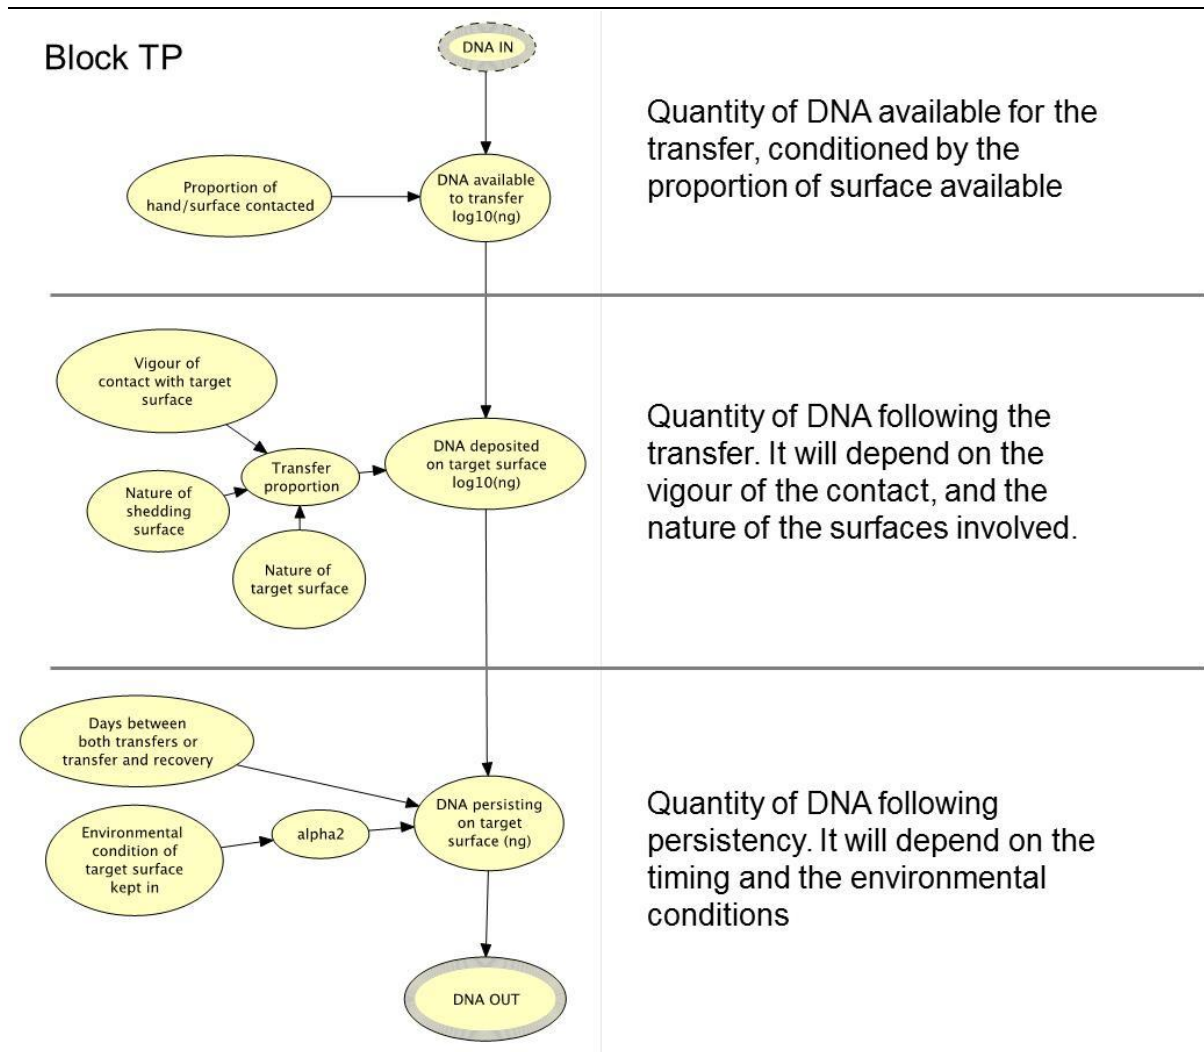 Block TP
DNA IN
Proportion of
hand/surface contacted
DNA available
to transfer
log10(ng)
Quantity of DNA available for the
transfer, conditioned by the
proportion of surface available
Vigour of
contact with target
surface
Transfer
proportion
Nature of
shedding
surface
Nature of
target surface
DNA deposited
on target surface
log10(ng)
Quantity of DNA following the
transfer. It will depend on the
vigour of the contact, and the
nature of the surfaces involved.
Days between
both transfers or
transfer and recovery
Environmental
condition of
target surface
kept in
alpha2
DNA persisting
on target
surface (ng)
Quantity of DNA following
persistency. It will depend on the
timing and the environmental
conditions
DNA OUT